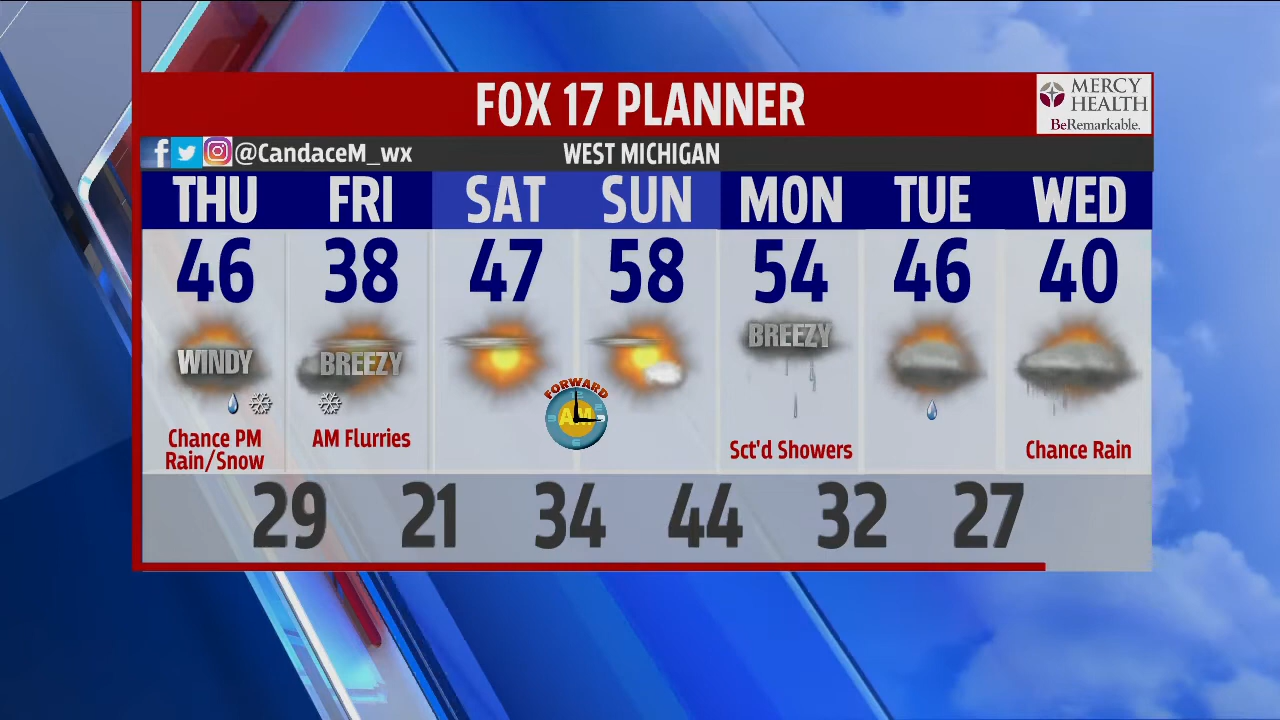 FOX 17 PLANNER
MERCY
HEALTH
BeRemarkable.
@CandaceM_wx
WEST MICHIGAN
THU FRI SAT SUN MON TUE WED
46 38 47 58 54 46 40
WINDY
BREEZY
BREEZY
FORWARD
AM
Chance PM
Rain/Snow
AM Flurries
Sct'd Showers
Chance Rain
29 21 34 44 32 27